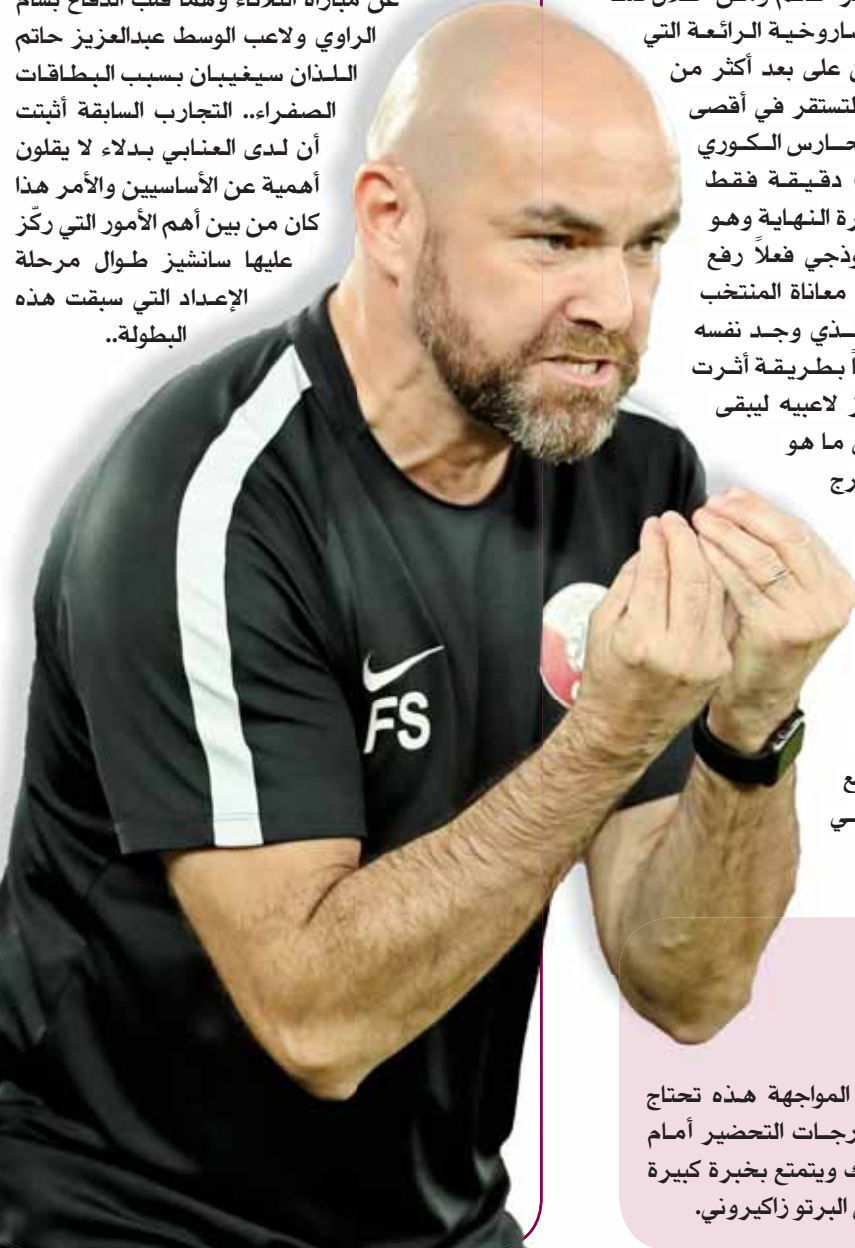 ساروخية الرائعة التي
على بعد أكثر من
لتستقر في أقصى
حارس الكوري
دقيقة فقط
رة النهاية وهو
وذجي فعلاً رفع
معاناة المنتخب
ـذي وجد نفسه
اً بطريقة أثرت
ز لاعبيه ليبقى
ما هو
رج
ع
ـي
عن مباراة الثلاثاء وهما قلب الدفاع بسام
الراوي ولاعب الوسط عبدالعزيز حاتم
اللذان سيغيبان بسبب البطاقات
الصفراء.. التجارب السابقة أثبتت
أن لدى العنابي بدلاء لا يقلون
أهمية عن الأساسيين والأمر هذا
كان من بين أهم الأمور التي ركّز
عليها سانشيز طوال مرحلة
الإعداد التي سبقت هذه
البطولة..
FS
المواجهة هذه تحتاج
رجات التحضير أمام
ك ويتمتع بخبرة كبيرة
البرتو زاكيروني.